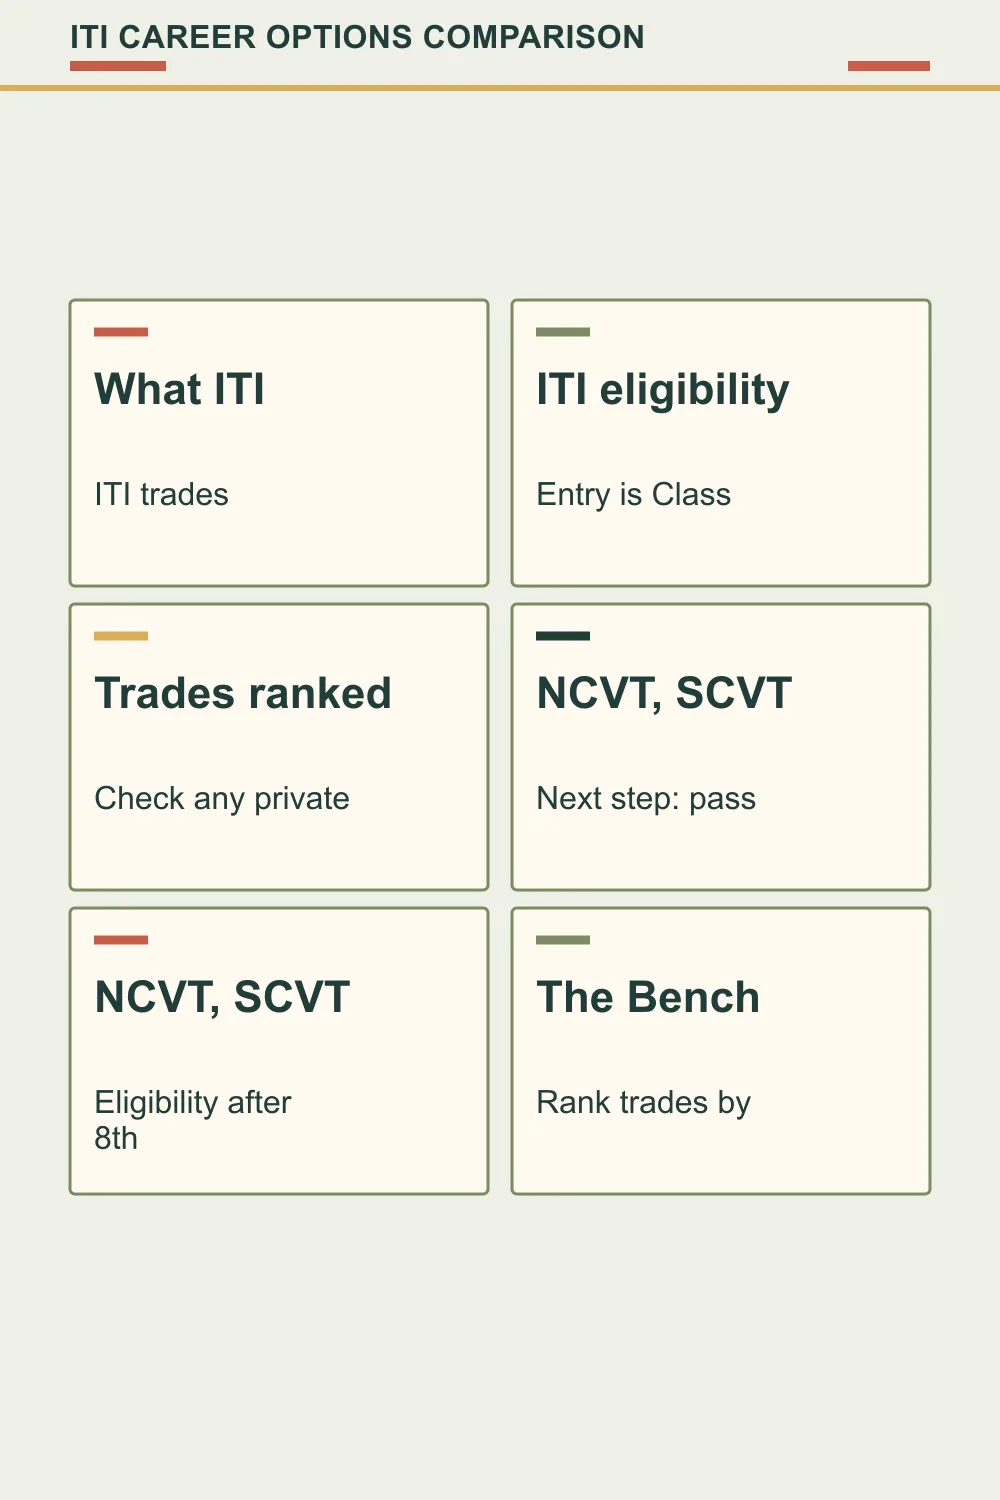 ITI CAREER OPTIONS COMPARISON
What ITI
ITI trades
ITI eligibility
Entry is Class
Trades ranked
Check any private
NCVT, SCVT
Next step: pass
NCVT, SCVT
Eligibility after
8th
The Bench
Rank trades by